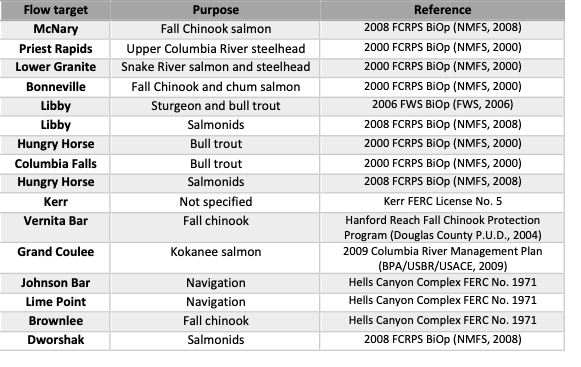 Flow target Purpose Reference
McNary Fall Chinook salmon 2008 FCRPS BiOp (NMFS, 2008)
Priest Rapids Upper Columbia River steelhead 2000 FCRPS BiOp (NMFS, 2000)
Lower Granite Snake River salmon and steelhead 2000 FCRPS BiOp (NMFS, 2000)
Bonneville Fall Chinook and chum salmon 2000 FCRPS BiOp (NMFS, 2000)
Libby Sturgeon and bull trout 2006 FWS BiOp (FWS, 2006)
Libby Salmonids 2008 FCRPS BiOp (NMFS, 2008)
Hungry Horse Bull trout 2000 FCRPS BiOp (NMFS, 2000)
Columbia Falls Bull trout 2000 FCRPS BiOp (NMFS, 2000)
Hungry Horse Salmonids 2008 FCRPS BiOp (NMFS, 2008)
Kerr Not specified Kerr FERC License No. 5
Vernita Bar Fall chinook Hanford Reach Fall Chinook Protection
Program (Douglas County P.U.D., 2004)
Grand Coulee Kokanee salmon 2009 Columbia River Management Plan
(BPA/USBR/USACE, 2009)
Johnson Bar Navigation Hells Canyon Complex FERC No. 1971
Lime Point Navigation Hells Canyon Complex FERC No. 1971
Brownlee Fall chinook Hells Canyon Complex FERC No. 1971
Dworshak Salmonids 2008 FCRPS BiOp (NMFS, 2008)